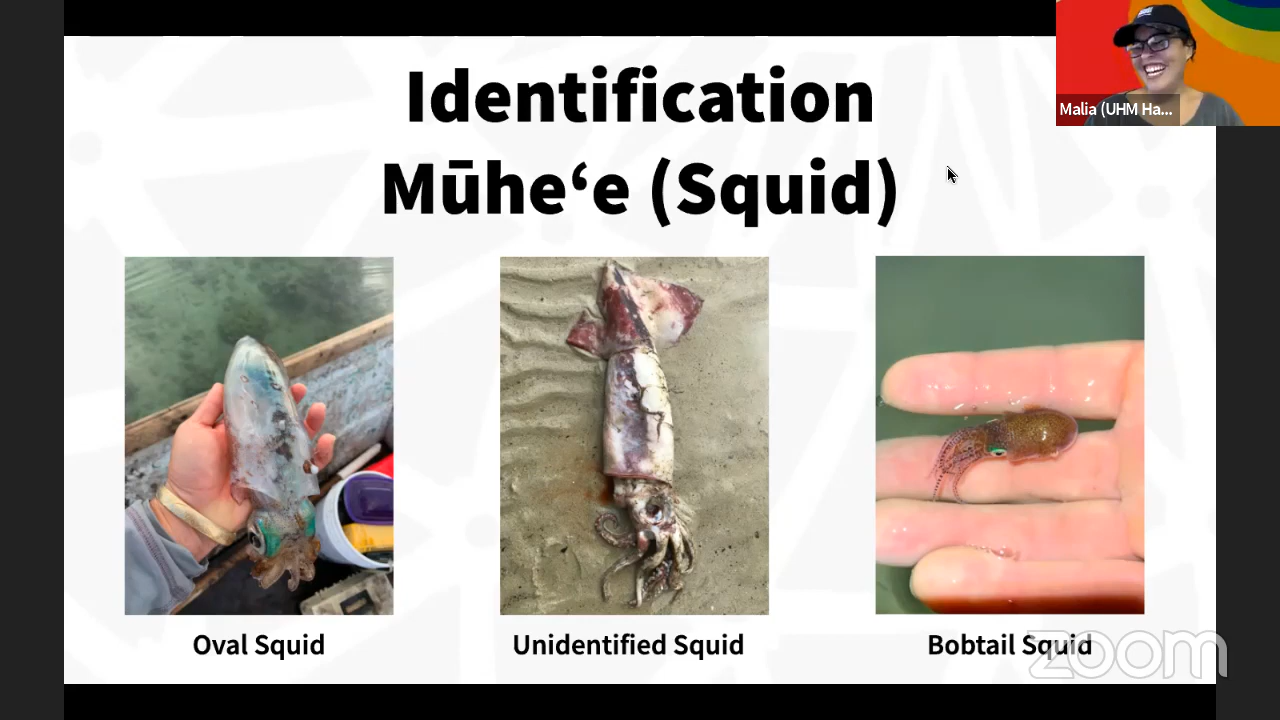 Identification
Mūheʻe (Squid)
Malia (UHM Ha...
Oval Squid
Unidentified Squid
Bobtail Squid
zoom